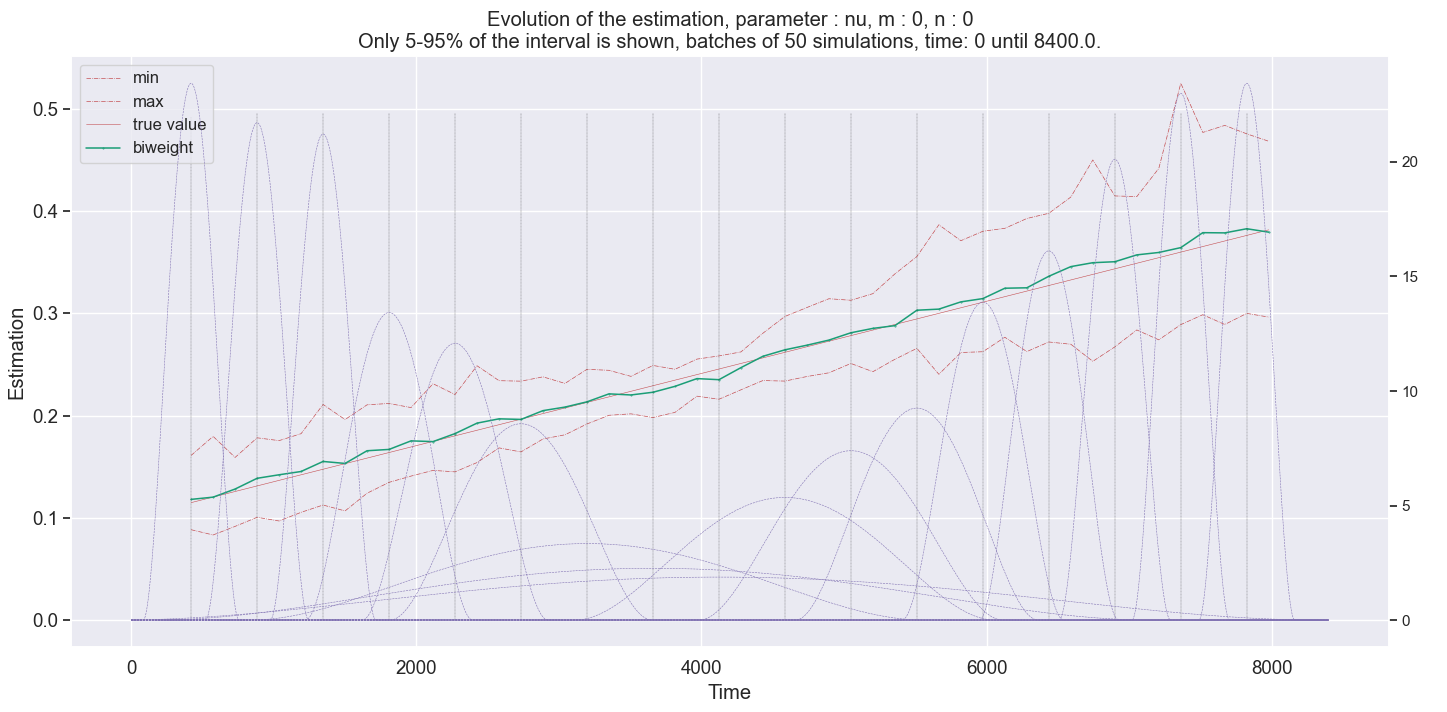 Evolution of the estimation, parameter : nu, m : 0, n : 0
Only 5-95% of the interval is shown, batches of 50 simulations, time: 0 until 8400.0.
min
max
true value
biweight
0.5
0.4
0.3
0.2
0.1
0.0
Estimation
20
15
10
5
0
0 2000 4000 6000 8000
Time